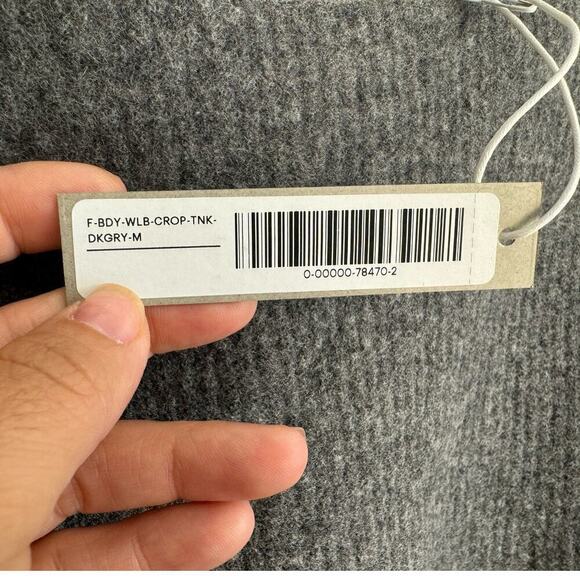 F-BDY-WLB-CROP-TNK-
DKGRY-M
0-00000-78470-2